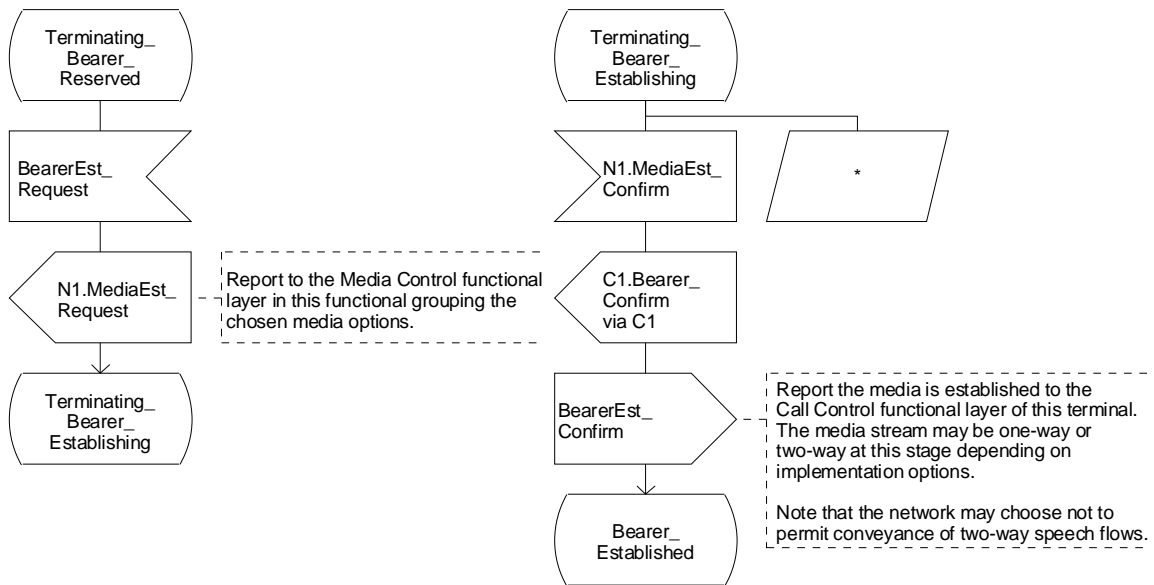 Terminating_
Bearer_
Reserved
BearerEst_
Request
N1.MediaEst_
Request
Report to the Media Control functional
layer in this functional grouping the
chosen media options.
Terminating_
Bearer_
Establishing
Terminating_
Bearer_
Establishing
N1.MediaEst_
Confirm
*
C1.Bearer_
Confirm
via C1
BearerEst_
Confirm
Report the media is established to the
Call Control functional layer of this terminal.
The media stream may be one-way or
two-way at this stage depending on
implementation options.
Note that the network may choose not to
permit conveyance of two-way speech flows.
Bearer_
Established